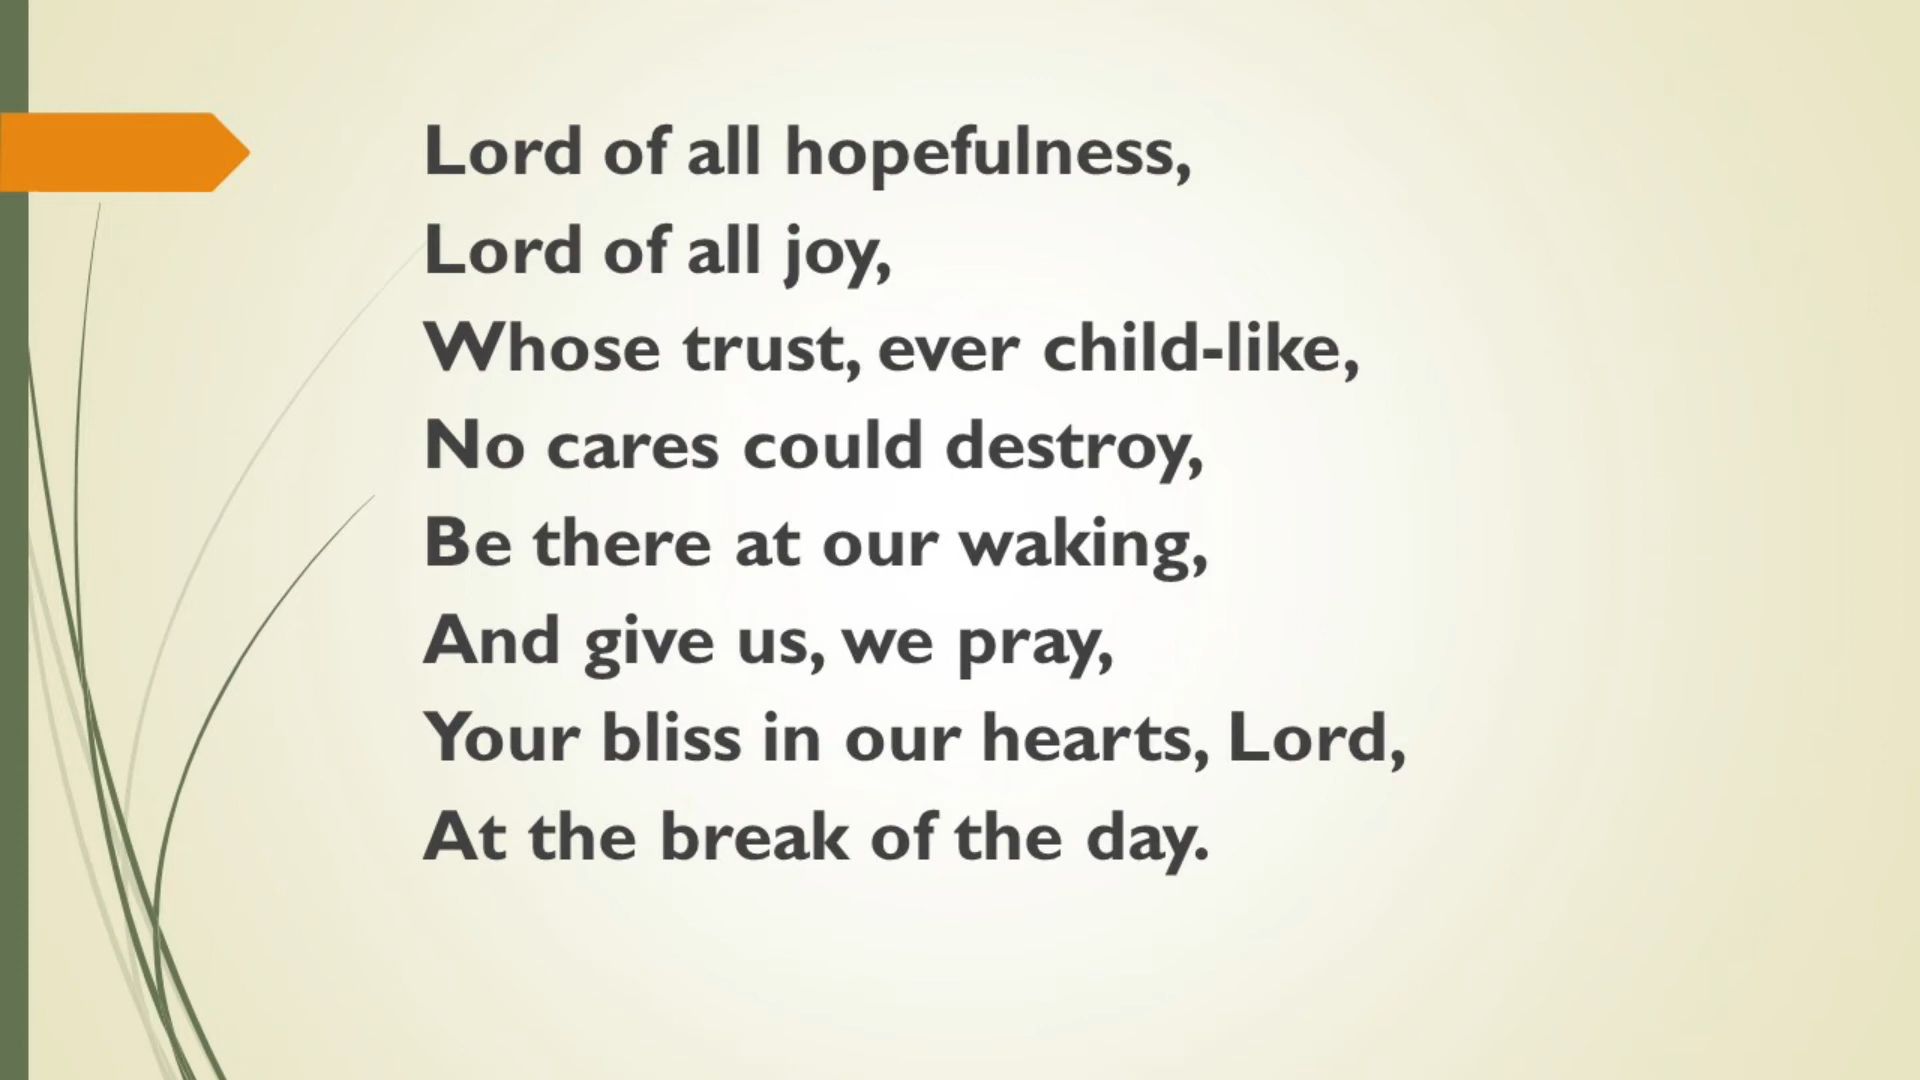 Lord of all hopefulness,
Lord of all joy,
Whose trust, ever child-like,
No cares could destroy,
Be there at our waking,
And give us, we pray,
Your bliss in our hearts, Lord,
At the break of the day.